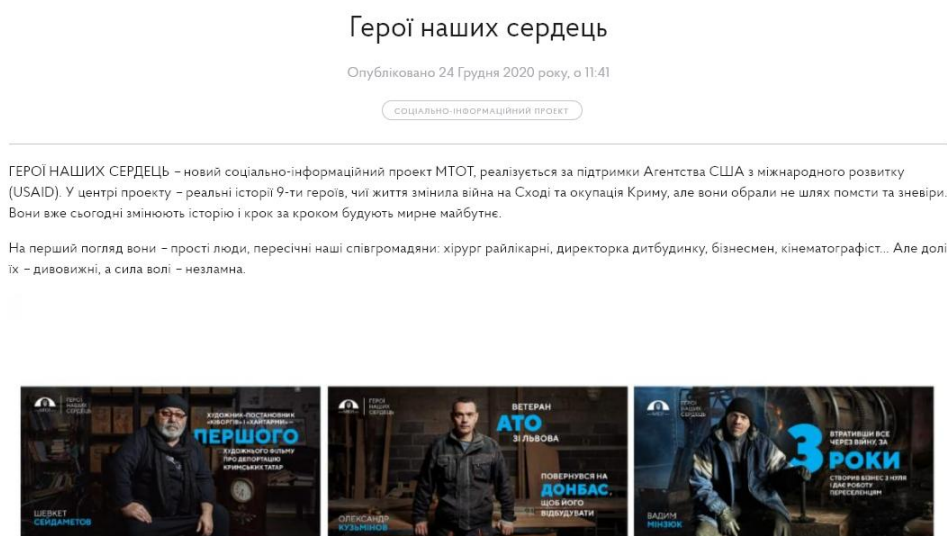 Герої наших сердець
Опубліковано 24 Грудня 2020 року, о 11:41
СОЦІАЛЬНО-ІНФОРМАЦІЙНИЙ ПРОЕКТ
ГЕРОЇ НАШИХ СЕРДЕЦЬ – новий соціально-інформаційний проект МТОТ, реалізується за підтримки Агентства США з міжнародного розвитку
(USAID). У центрі проекту – реальні історії 9-ти героїв, чиї життя змінила війна на Сході та окупація Криму, але вони обрали не шлях помсти та зневіри.
Вони вже сьогодні змінюють історію і крок за кроком будують мирне майбутнє.
На перший погляд вони – прості люди, пересічні наші співгромадяни: хірург райлікарні, директорка дитбудинку, бізнесмен, кінематографіст... Але долі
їх – дивовижні, а сила волі – незламна.
ГЕРОЇ
НАШИХ
СЕРДЕЦЬ
ХУДОЖНИК-ПОСТАНОВНИК
«КІБОРГІВ» І «ХАЙТАРМИ» –
ПЕРШОГО
ХУДОЖНЬОГО ФІЛЬМУ
ПРО ДЕПОРТАЦІЮ
КРИМСЬКИХ ТАТАР
ШЕВКЕТ
СЕЙДАМЕТОВ
ГЕРОЇ
НАШИХ
СЕРДЕЦЬ
ВЕТЕРАН
АТО
ЗІ ЛЬВОВА
ПОВЕРНУВСЯ НА
ДОНБАС,
ЩОБ ЙОГО
ВІДБУДУВАТИ
ОЛЕКСАНДР
КУЗЬМІНОВ
ГЕРОЇ
НАШИХ
СЕРДЕЦЬ
ВТРАТИВШИ ВСЕ
ЧЕРЕЗ ВІЙНУ, ЗА
3 РОКИ
СТВОРИВ БІЗНЕС З НУЛЯ
І ДАЄ РОБОТУ
ПЕРЕСЕЛЕНЦЯМ
ВАДИМ
МІНЗЮК